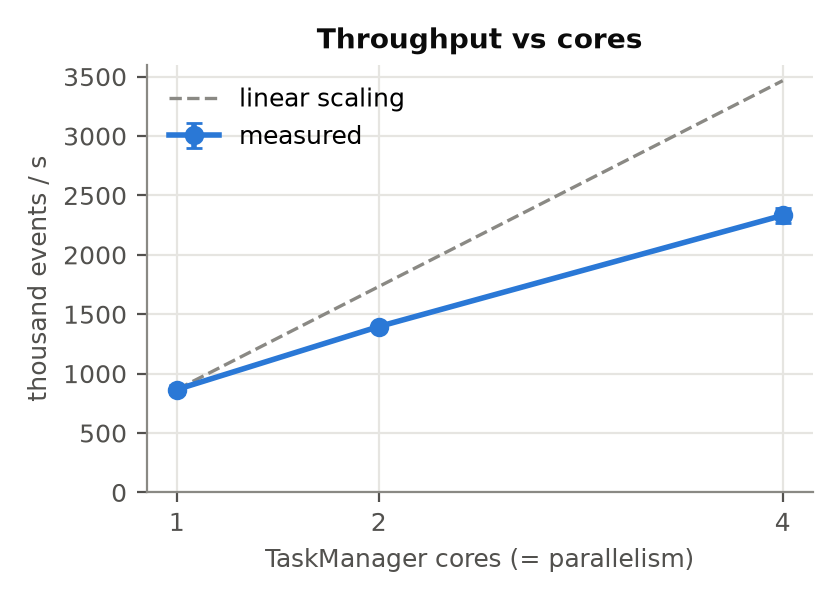 Throughput vs cores
3500
3000
2500
2000
1500
1000
500
0
thousand events / s
linear scaling
measured
1 2 4
TaskManager cores (= parallelism)